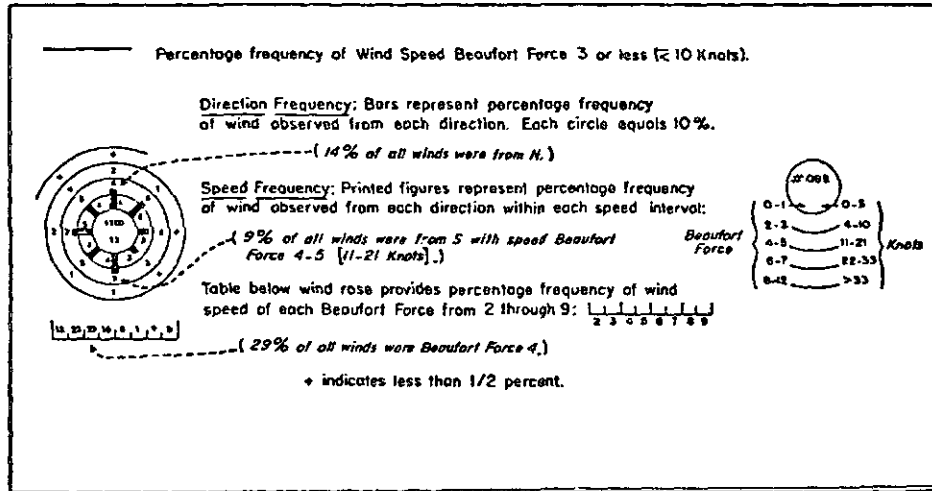 Percentage frequency of Wind Speed Beaufort Force 3 or less (≤ 10 Knots).
Direction Frequency: Bars represent percentage frequency
of wind observed from each direction. Each circle equals 10%.
(14% of all winds were from N.)
Speed Frequency: Printed figures represent percentage frequency
of wind observed from each direction within each speed interval:
(9% of all winds were from S with speed Beaufort
Force 4-5 [11-21 Knots].)
Table below wind rose provides percentage frequency of wind
speed of each Beaufort Force from 2 through 9:
2 3 4 5 6 7 8 9
(29% of all winds were Beaufort Force 4.)
+ indicates less than 1/2 percent.
# OBS
Beaufort
Force
0-1 0-3
2-3 4-10
4-5 11-21
6-7 22-33
8-12 >33
Knots